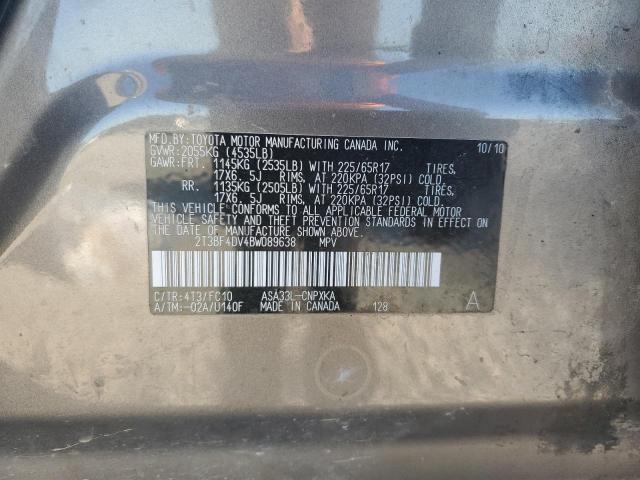 MFD.BY:TOYOTA MOTOR MANUFACTURING CANADA INC. 10/10
GVWR:2055KG (4535LB)
GAWR:FRT. 1145KG (2535LB) WITH 225/65R17 TIRES,
17X6. 5J RIMS, AT 220KPA (32PSI) COLD.
RR. 1135KG (2505LB) WITH 225/65R17 TIRES,
17X6. 5J RIMS, AT 220KPA (32PSI) COLD.
THIS VEHICLE CONFORMS TO ALL APPLICABLE FEDERAL MOTOR
VEHICLE SAFETY AND THEFT PREVENTION STANDARDS IN EFFECT ON
THE DATE OF MANUFACTURE SHOWN ABOVE.
2T3BF4DV4BW089638 MPV
C/TR:4T3/FC10 ASA33L-CNPXKA
A/TM:-02A/U140F MADE IN CANADA 128 A